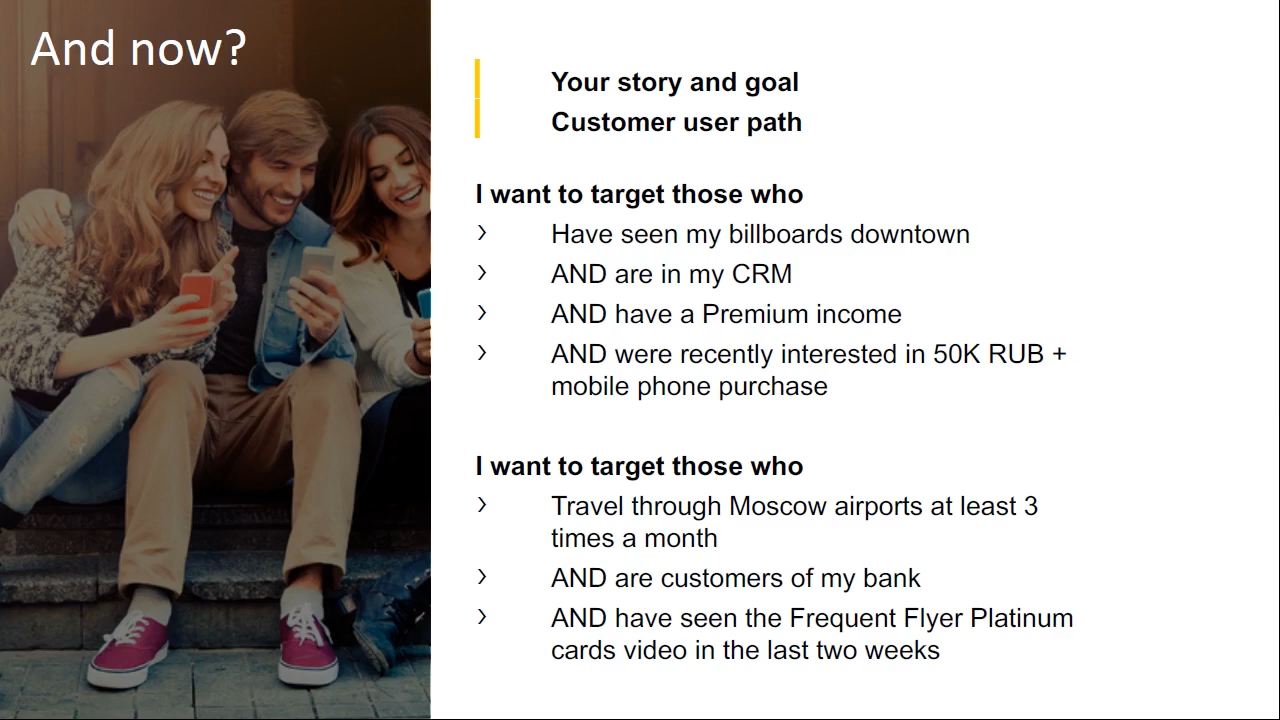 And now?
Your story and goal
Customer user path
I want to target those who
› Have seen my billboards downtown
› AND are in my CRM
› AND have a Premium income
› AND were recently interested in 50K RUB +
mobile phone purchase
I want to target those who
› Travel through Moscow airports at least 3
times a month
› AND are customers of my bank
› AND have seen the Frequent Flyer Platinum
cards video in the last two weeks